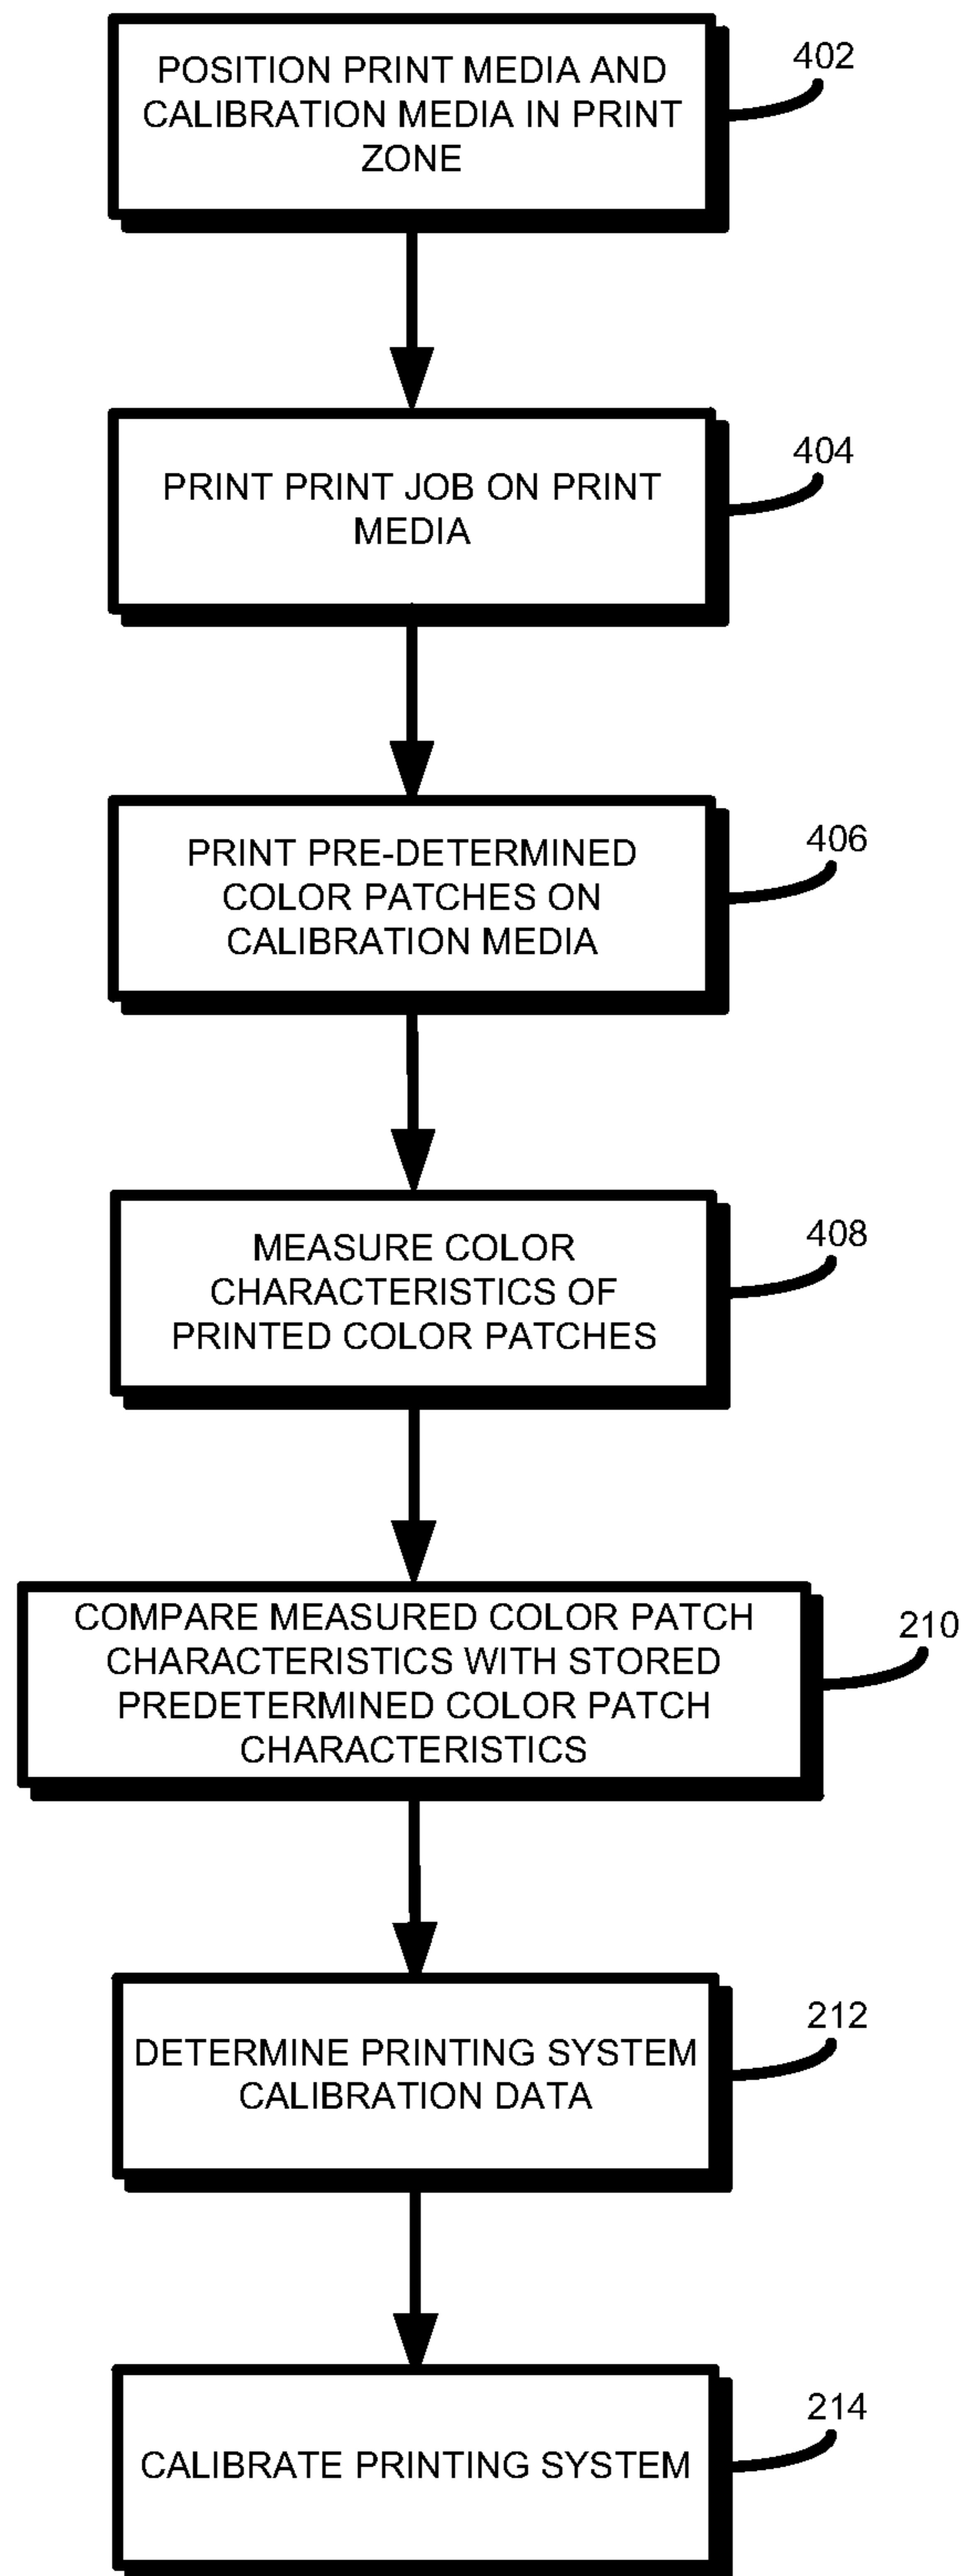 POSITION PRINT MEDIA AND
CALIBRATION MEDIA IN PRINT
ZONE
402
PRINT PRINT JOB ON PRINT
MEDIA
404
PRINT PRE-DETERMINED
COLOR PATCHES ON
CALIBRATION MEDIA
406
MEASURE COLOR
CHARACTERISTICS OF
PRINTED COLOR PATCHES
408
COMPARE MEASURED COLOR PATCH
CHARACTERISTICS WITH STORED
PREDETERMINED COLOR PATCH
CHARACTERISTICS
210
DETERMINE PRINTING SYSTEM
CALIBRATION DATA
212
CALIBRATE PRINTING SYSTEM
214